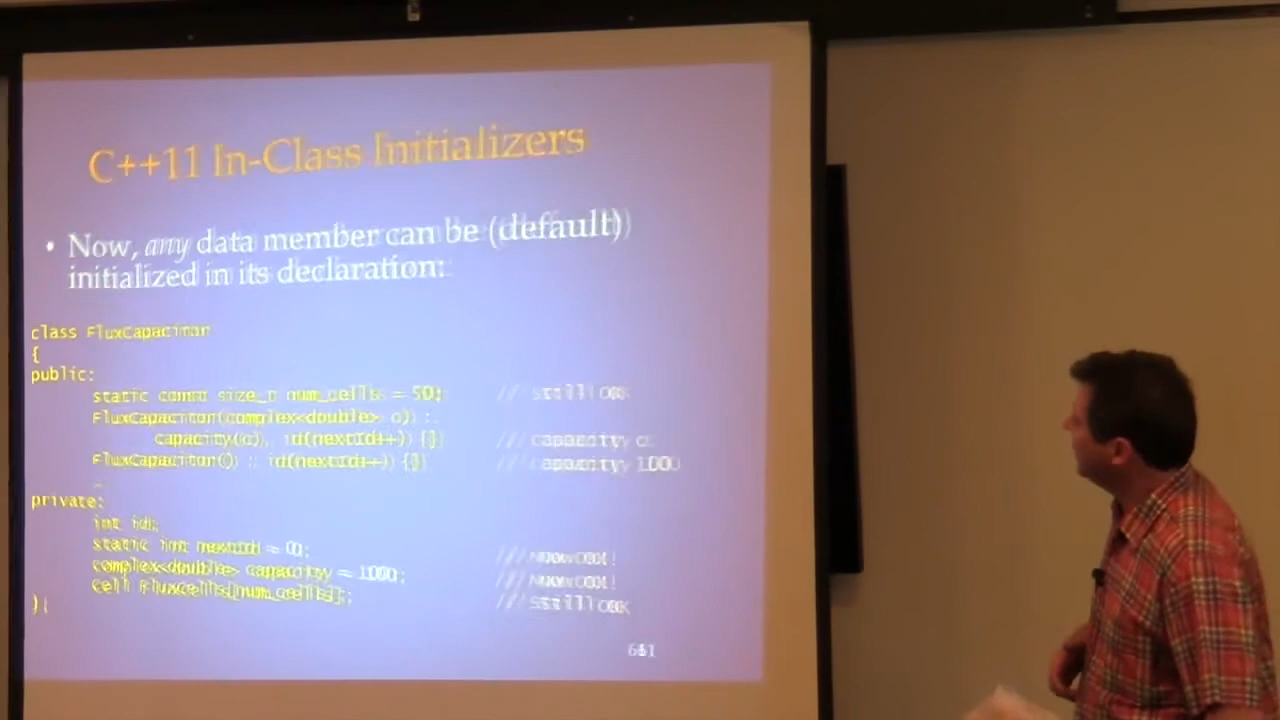 C++11 In-Class Initializers
• Now, any data member can be (default)
initialized in its declaration:
class FluxCapacitor
{
public:
static const size_t num_cells = 50; // Still OK
FluxCapacitor(complex<double> c) :
capacity(c), id(nextId++) {} // capacity c
FluxCapacitor() : id(nextId++) {} // capacity 100
…
private:
int id;
static int nextId = 0; // Now OK!
complex<double> capacity = 100; // Now OK!
Cell FluxCells[num_cells]; // Still OK
};